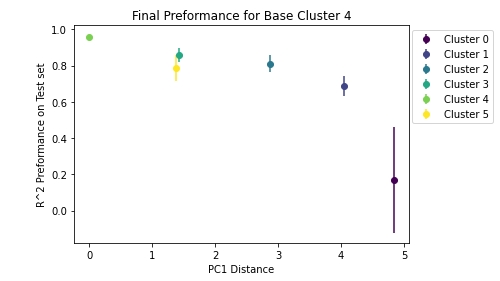 Final Preformance for Base Cluster 4
R^2 Preformance on Test set
1.0
0.8
0.6
0.4
0.2
0.0
0 1 2 3 4 5
PC1 Distance
Cluster 0
Cluster 1
Cluster 2
Cluster 3
Cluster 4
Cluster 5